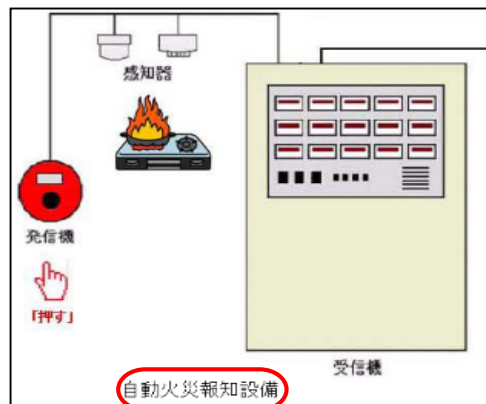 感知器
発信機
「押す」
受信機
自動火災報知設備